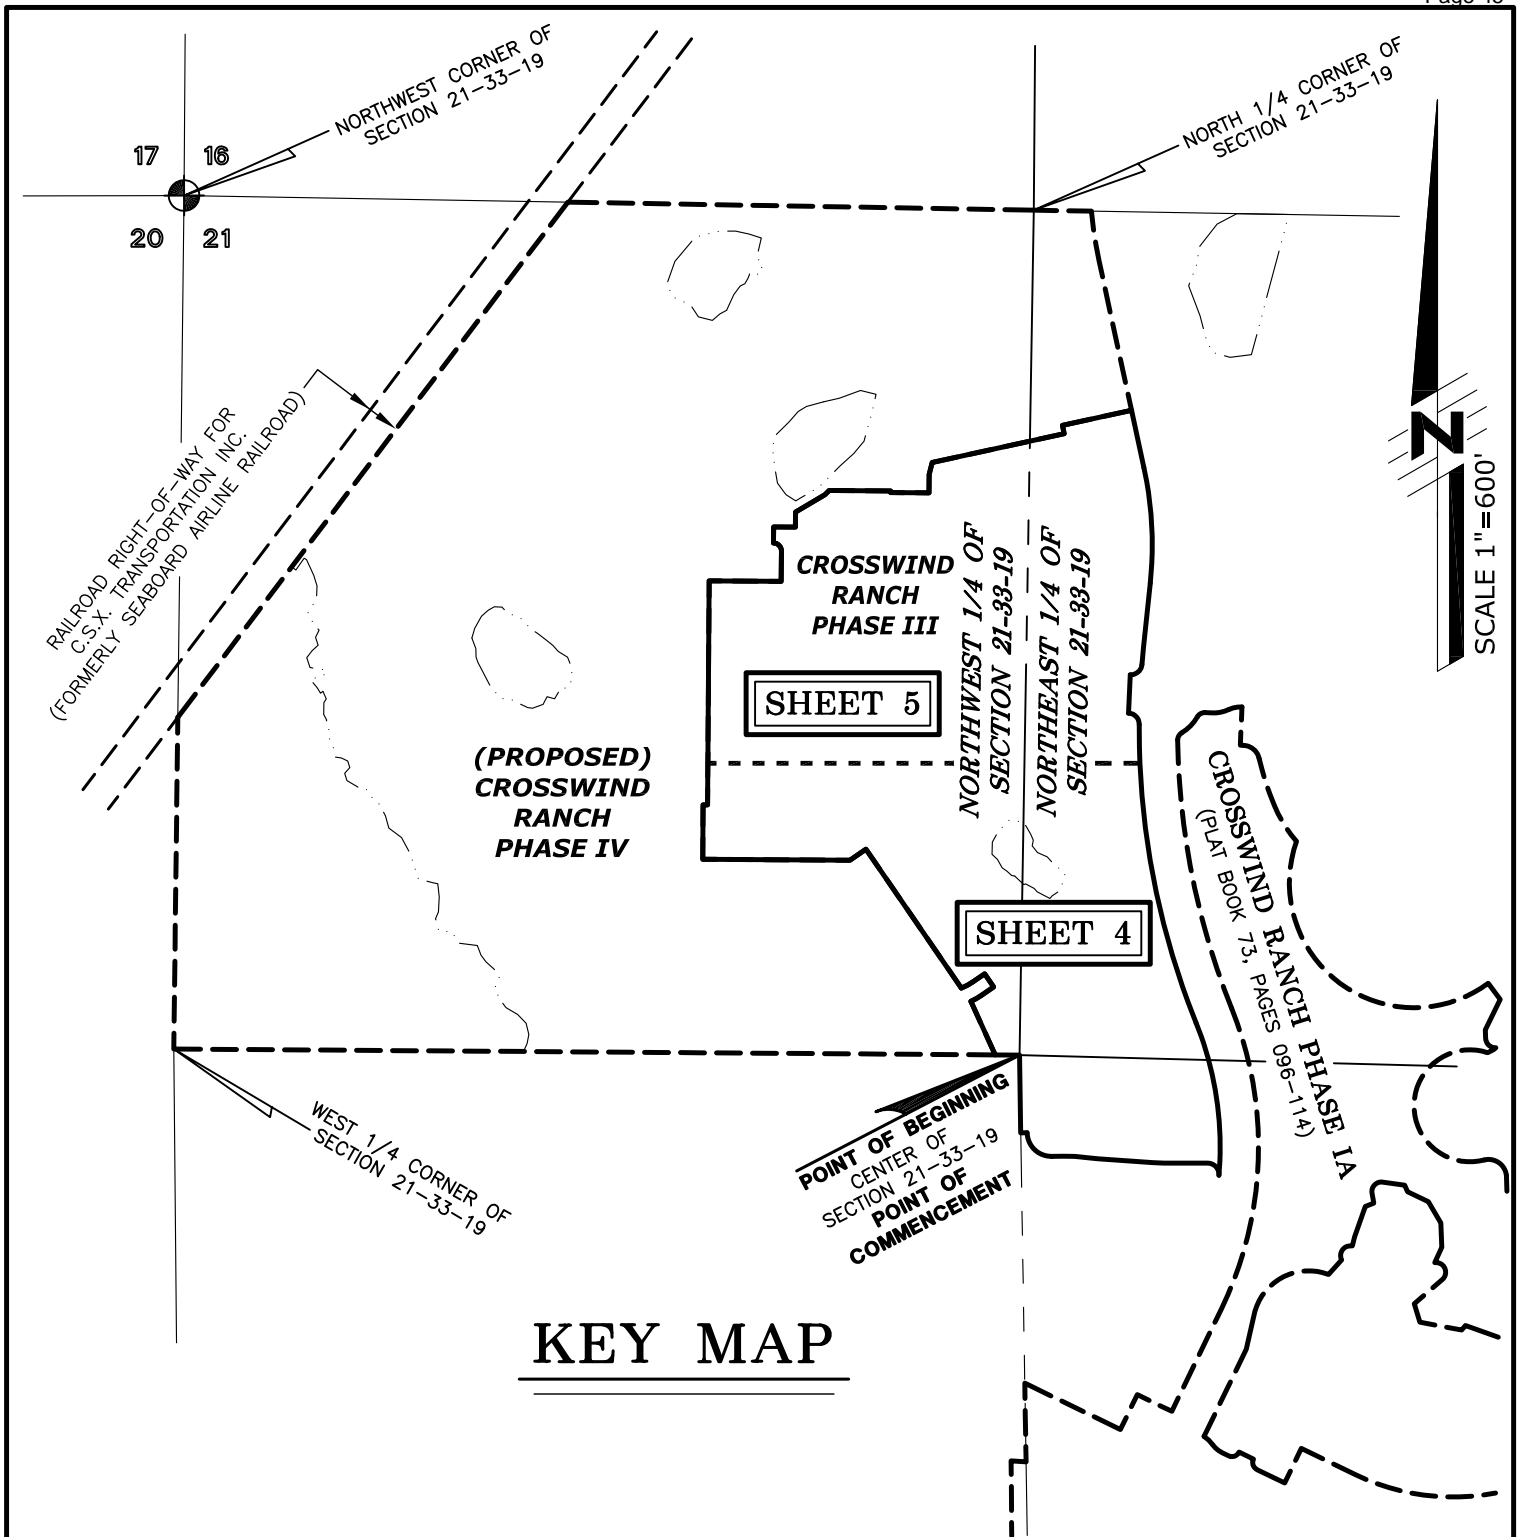 NORTHWEST CORNER OF
SECTION 21-33-19
NORTH 1/4 CORNER OF
SECTION 21-33-19
17 16
20 21
RAILROAD RIGHT-OF-WAY FOR
C.S.X. TRANSPORTATION INC.
(FORMERLY SEABOARD AIRLINE RAILROAD)
N
SCALE 1"=600'
CROSSWIND
RANCH
PHASE III
NORTHWEST 1/4 OF
SECTION 21-33-19
NORTHEAST 1/4 OF
SECTION 21-33-19
SHEET 5
(PROPOSED)
CROSSWIND
RANCH
PHASE IV
SHEET 4
CROSSWIND RANCH PHASE IA
(PLAT BOOK 73, PAGES 096-114)
WEST 1/4 CORNER OF
SECTION 21-33-19
POINT OF BEGINNING
CENTER OF
SECTION 21-33-19
POINT OF
COMMENCEMENT
KEY MAP